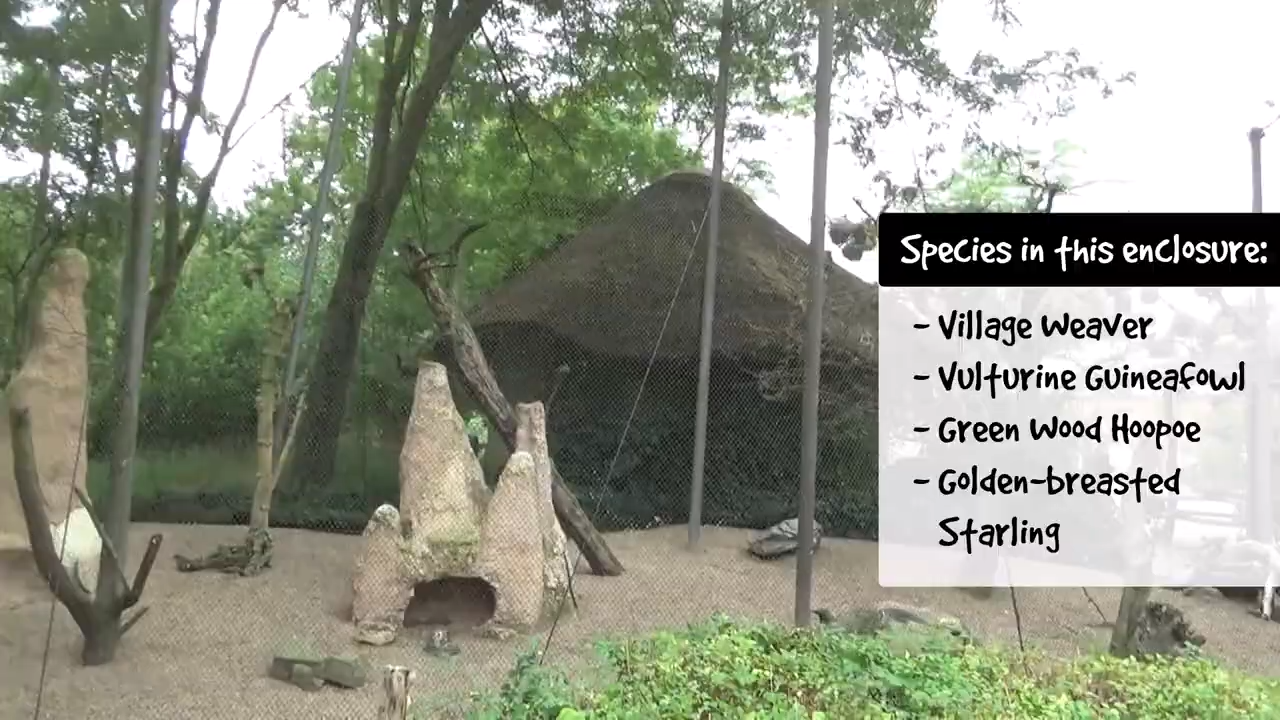 Species in this enclosure:
- Village Weaver
- Vulturine Guineafowl
- Green Wood Hoopoe
- Golden-breasted
Starling